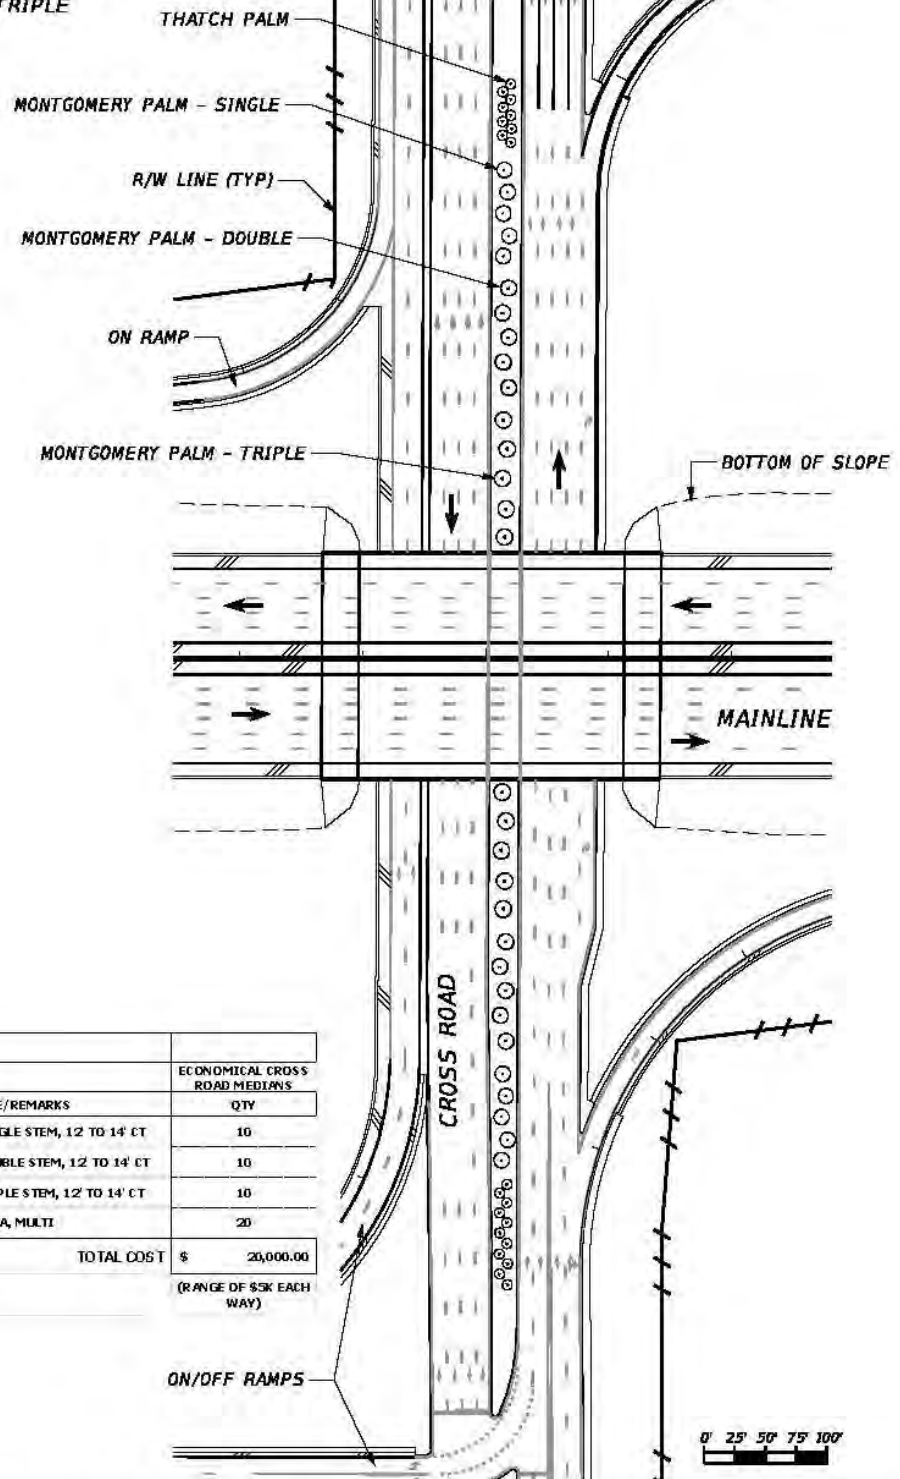 TRIPLE
THATCH PALM
MONTGOMERY PALM - SINGLE
R/W LINE (TYP)
MONTGOMERY PALM - DOUBLE
ON RAMP
MONTGOMERY PALM - TRIPLE
BOTTOM OF SLOPE
MAINLINE
CROSS ROAD
ECONOMICAL CROSS
ROAD MEDIANS
E/REMARKS QTY
GLE STEM, 12' TO 14' CT 10
BLE STEM, 12' TO 14' CT 10
PLE STEM, 12' TO 14' CT 10
A, MULTI 20
TOTAL COST $ 20,000.00
(RANGE OF $5K EACH
WAY)
ON/OFF RAMPS
0' 25' 50' 75' 100'